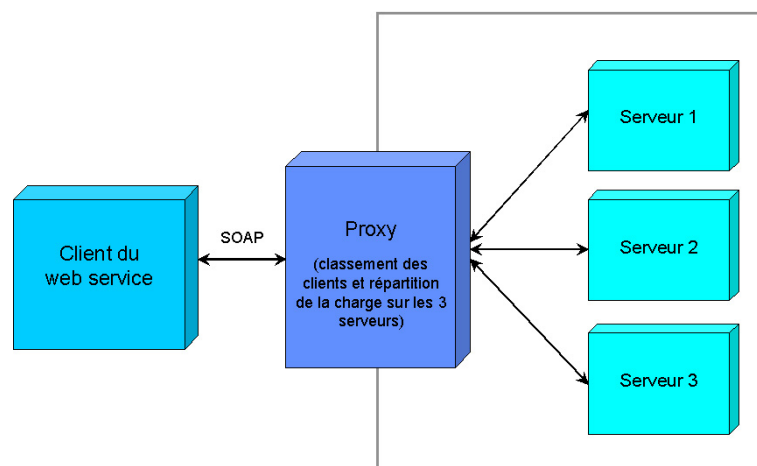 Client du
web service
SOAP
Proxy
(classement des
clients et répartition
de la charge sur les 3
serveurs)
Serveur 1
Serveur 2
Serveur 3